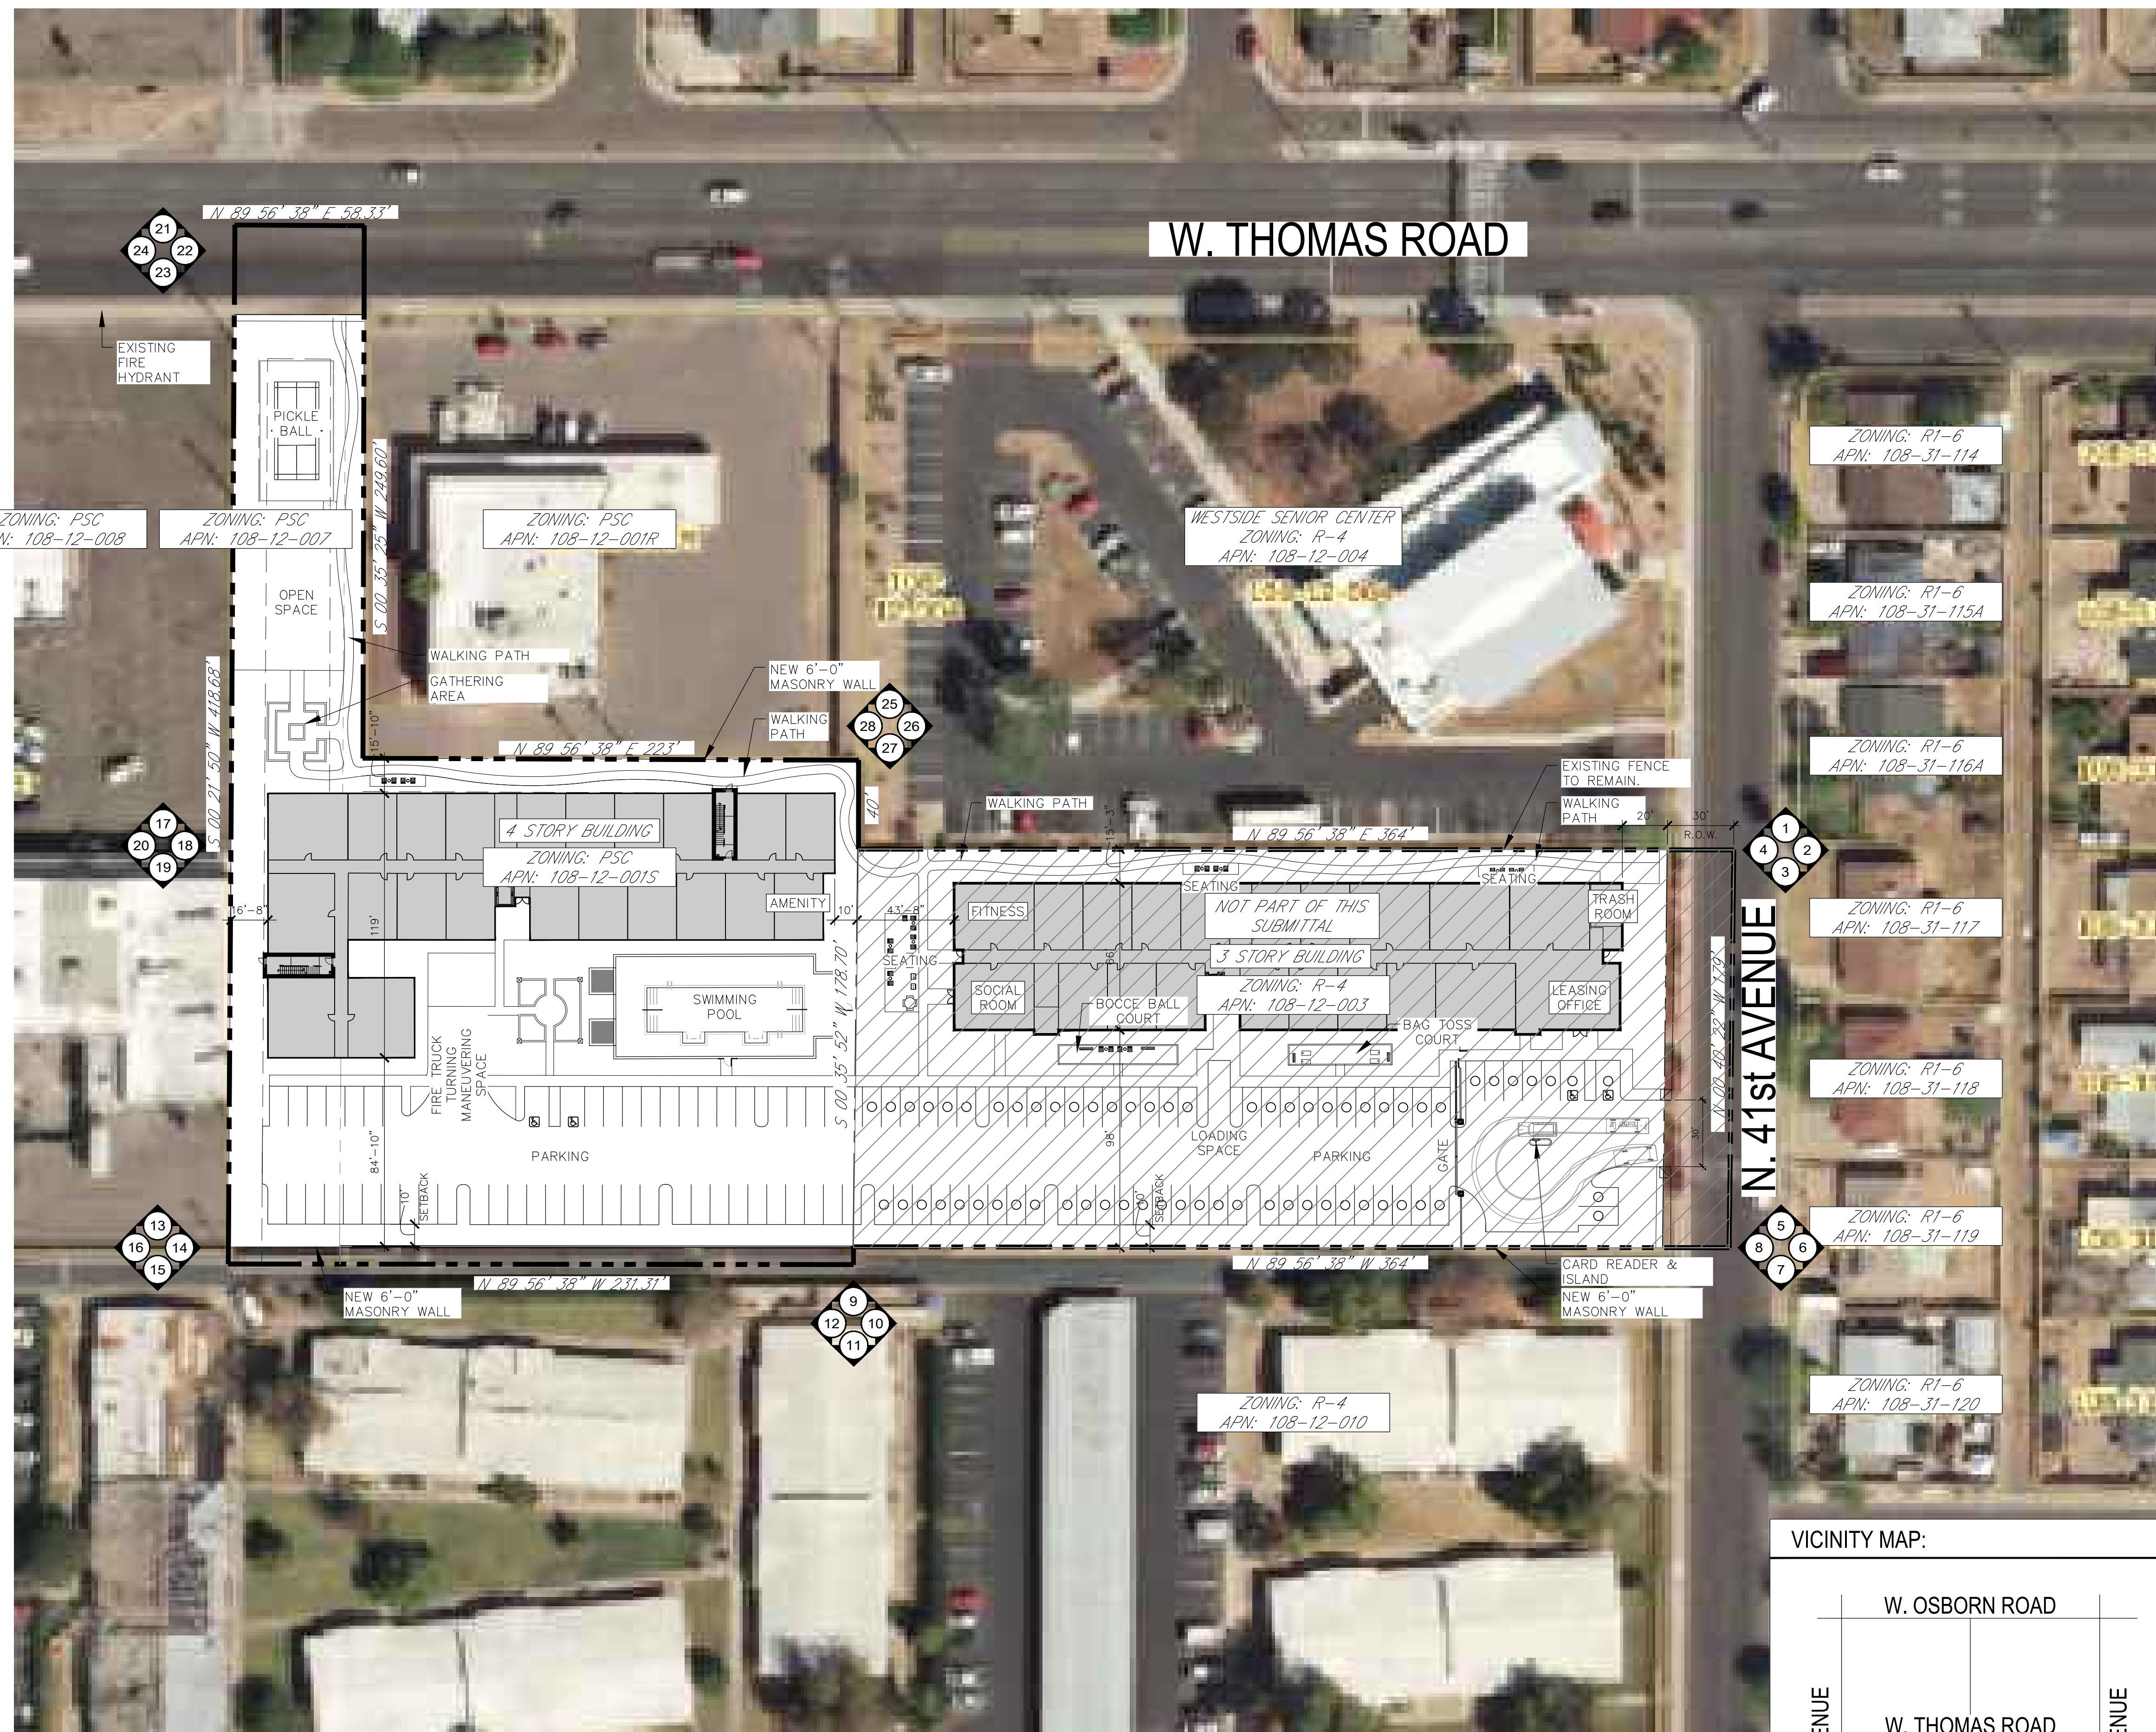 N 89 56' 38" E 58.33'
W. THOMAS ROAD
21
24
22
23
EXISTING
FIRE
HYDRANT
PICKLE
BALL
S 00 35' 25" W 249.60'
ZONING: PSC
N: 108-12-008
ZONING: PSC
APN: 108-12-007
ZONING: PSC
APN: 108-12-001R
WESTSIDE SENIOR CENTER
ZONING: R-4
APN: 108-12-004
ZONING: R1-6
APN: 108-31-114
OPEN
SPACE
ZONING: R1-6
APN: 108-31-115A
WALKING PATH
GATHERING
AREA
NEW 6'-0"
MASONRY WALL
WALKING
PATH
25
28
26
27
S 00 21' 50" W 418.68'
15'-10"
N 89 56' 38" E 223'
40'
ZONING: R1-6
APN: 108-31-116A
EXISTING FENCE
TO REMAIN.
WALKING
PATH
20'
30'
R.O.W.
WALKING PATH
15'-3"
N 89 56' 38" E 364'
17
20
18
19
1
4
2
3
4 STORY BUILDING
ZONING: PSC
APN: 108-12-001S
AMENITY
16'-8"
119'
10'
43'-8"
SEATING
SEATING
SEATING
FITNESS
NOT PART OF THIS
SUBMITTAL
TRASH
ROOM
3 STORY BUILDING
66'
ZONING: R-4
APN: 108-12-003
SOCIAL
ROOM
BOCCE BALL
COURT
BAG TOSS
COURT
LEASING
OFFICE
ZONING: R1-6
APN: 108-31-117
N. 41st AVENUE
N 00 40' 22" W 179'
SWIMMING
POOL
S 00 35' 52" W 178.70'
FIRE TRUCK
TURNING
MANEUVERING
SPACE
ZONING: R1-6
APN: 108-31-118
PARKING
84'-10"
10'
SETBACK
98'
LOADING
SPACE
PARKING
GATE
30'
SETBACK
ZONING: R1-6
APN: 108-31-119
13
16
14
15
5
8
6
7
N 89 56' 38" W 231.31'
N 89 56' 38" W 364'
CARD READER &
ISLAND
NEW 6'-0"
MASONRY WALL
NEW 6'-0"
MASONRY WALL
9
12
10
11
ZONING: R-4
APN: 108-12-010
ZONING: R1-6
APN: 108-31-120
VICINITY MAP:
W. OSBORN ROAD
W. THOMAS ROAD
ENUE
ENUE